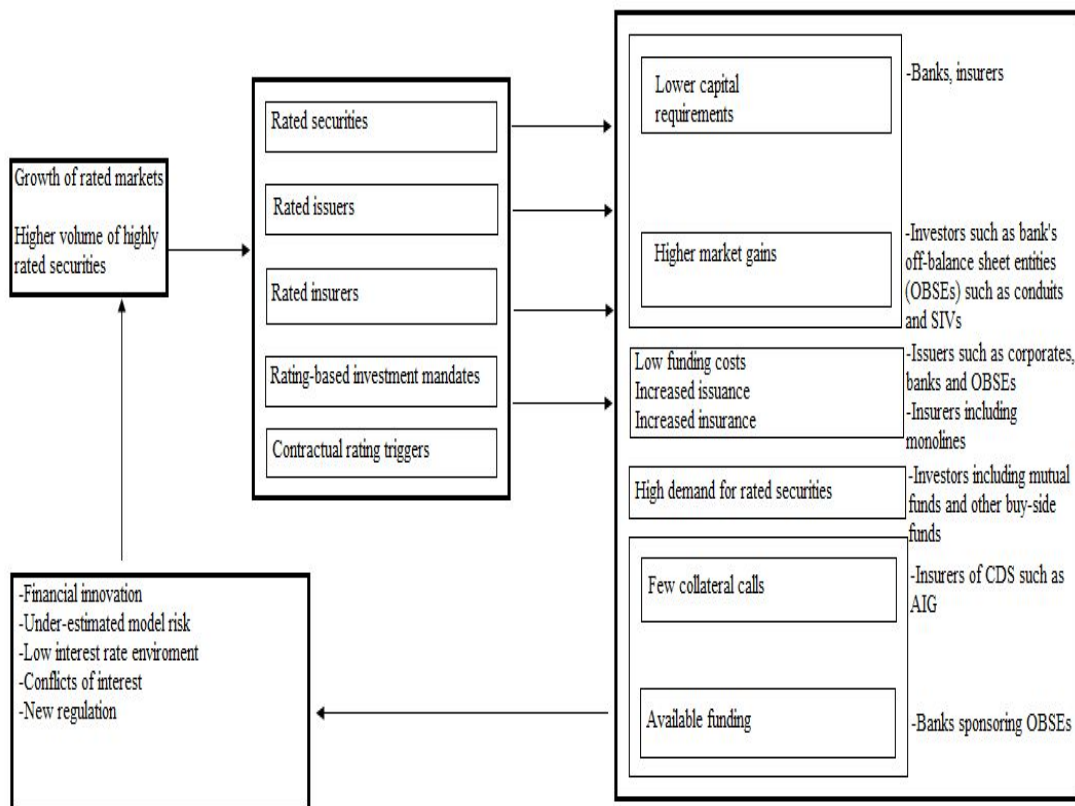 Growth of rated markets
Higher volume of highly
rated securities
Rated securities
Rated issuers
Rated insurers
Rating-based investment mandates
Contractual rating triggers
Lower capital
requirements
-Banks, insurers
Higher market gains
-Investors such as bank's
off-balance sheet entities
(OBSEs) such as conduits
and SIVs
Low funding costs
Increased issuance
Increased insurance
-Issuers such as corporates,
banks and OBSEs
-Insurers including
monolines
High demand for rated securities
-Investors including mutual
funds and other buy-side
funds
Few collateral calls
-Insurers of CDS such as
AIG
Available funding
-Banks sponsoring OBSEs
-Financial innovation
-Under-estimated model risk
-Low interest rate enviroment
-Conflicts of interest
-New regulation